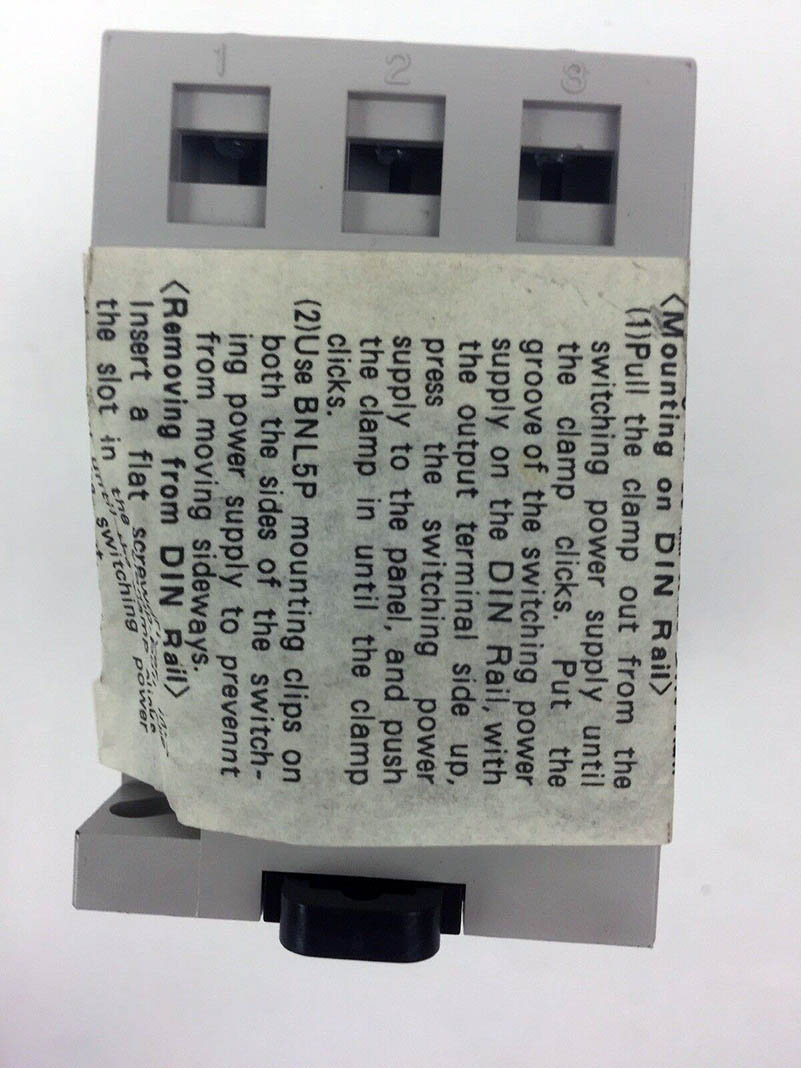 1 2 3
<Mounting on DIN Rail>
(1)Pull the clamp out from the
switching power supply until
the clamp clicks. Put the
groove of the switching power
supply on the DIN Rail, with
the output terminal side up,
press the switching power
supply to the panel, and push
the clamp in until the clamp
clicks.
(2)Use BNL5P mounting clips on
both the sides of the switch-
ing power supply to prevennt
from moving sideways.
<Removing from DIN Rail>
Insert a flat
the slot in switching power